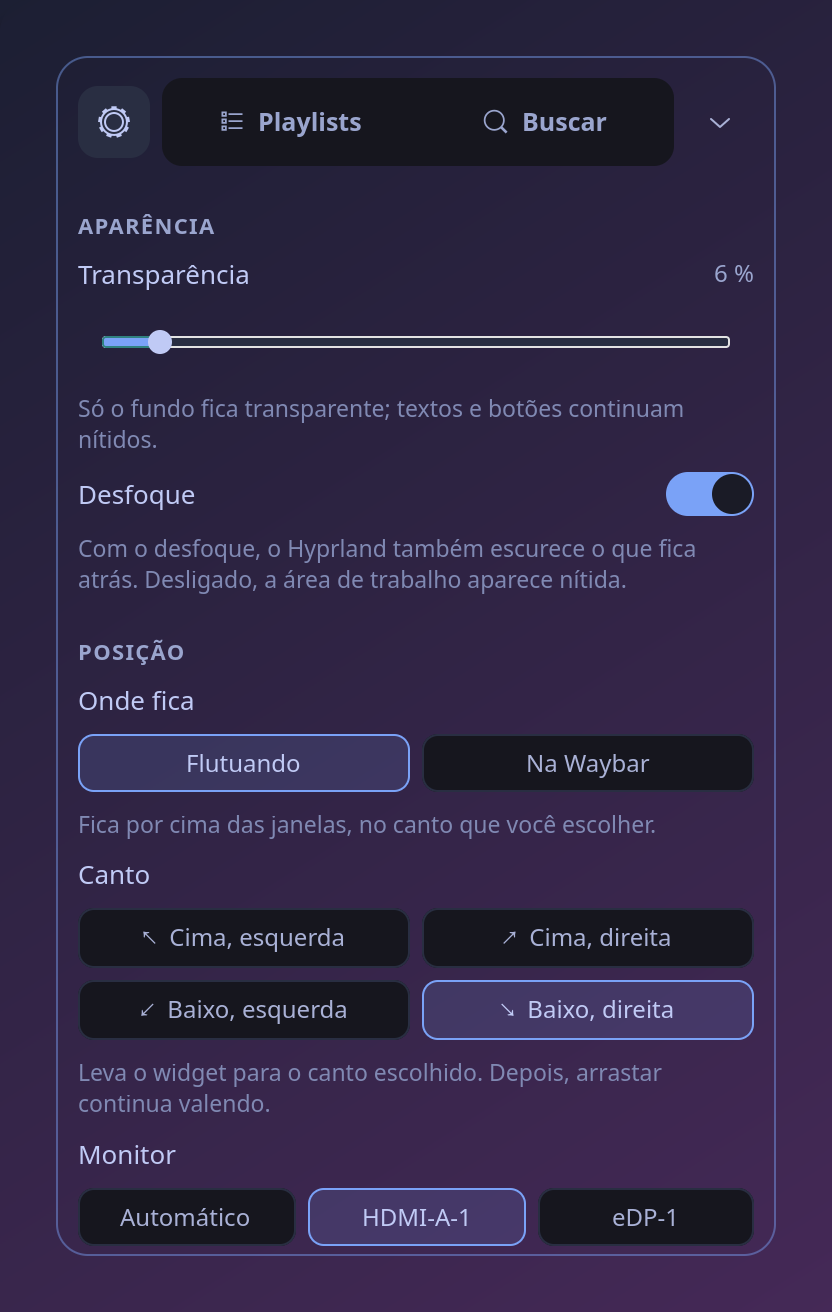 Playlists
Buscar
APARÊNCIA
Transparência
6 %
Só o fundo fica transparente; textos e botões continuam
nítidos.
Desfoque
Com o desfoque, o Hyprland também escurece o que fica
atrás. Desligado, a área de trabalho aparece nítida.
POSIÇÃO
Onde fica
Flutuando
Na Waybar
Fica por cima das janelas, no canto que você escolher.
Canto
↖ Cima, esquerda
↗ Cima, direita
↙ Baixo, esquerda
↘ Baixo, direita
Leva o widget para o canto escolhido. Depois, arrastar
continua valendo.
Monitor
Automático
HDMI-A-1
eDP-1